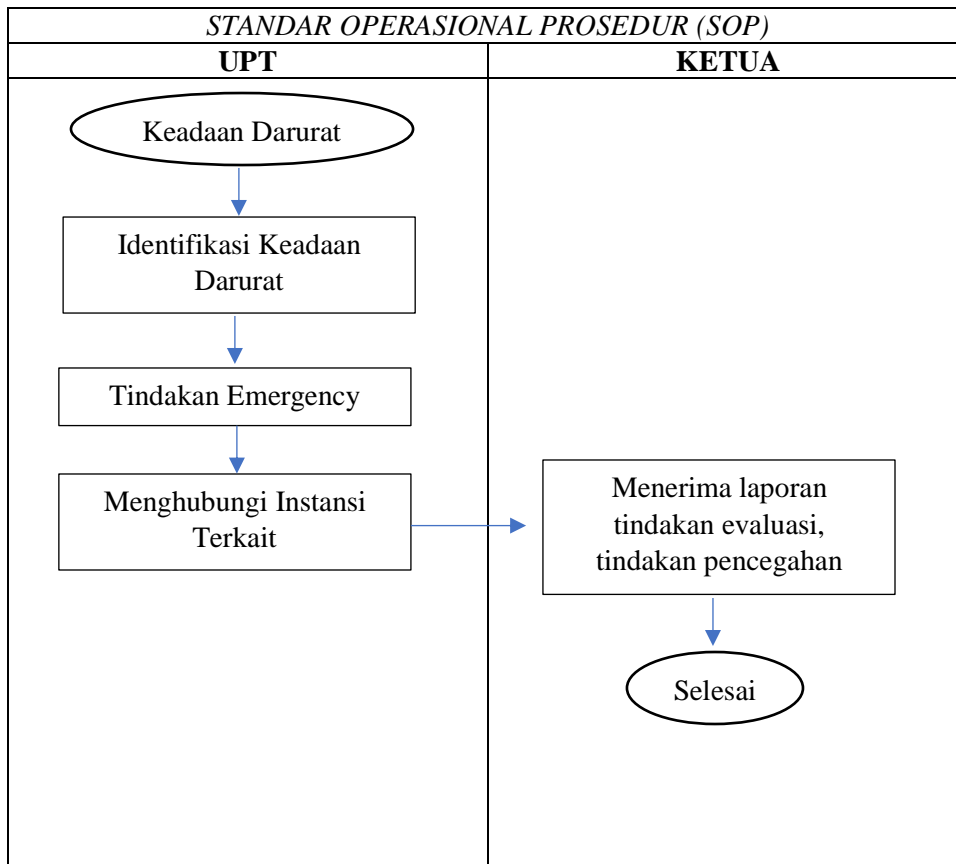 STANDAR OPERASIONAL PROSEDUR (SOP)
UPT
KETUA
Keadaan Darurat
Identifikasi Keadaan
Darurat
Tindakan Emergency
Menghubungi Instansi
Terkait
Menerima laporan
tindakan evaluasi,
tindakan pencegahan
Selesai